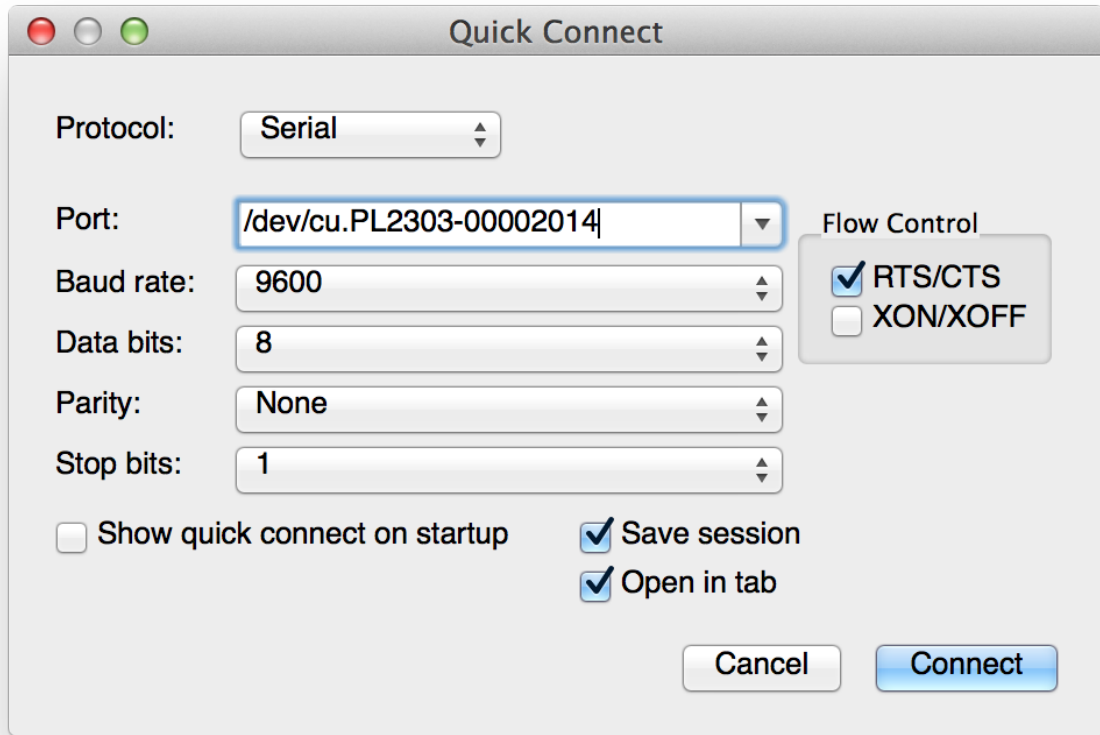 Quick Connect
Protocol: Serial
Port: /dev/cu.PL2303-00002014
Flow Control
RTS/CTS
XON/XOFF
Baud rate: 9600
Data bits: 8
Parity: None
Stop bits: 1
Show quick connect on startup
Save session
Open in tab
Cancel
Connect